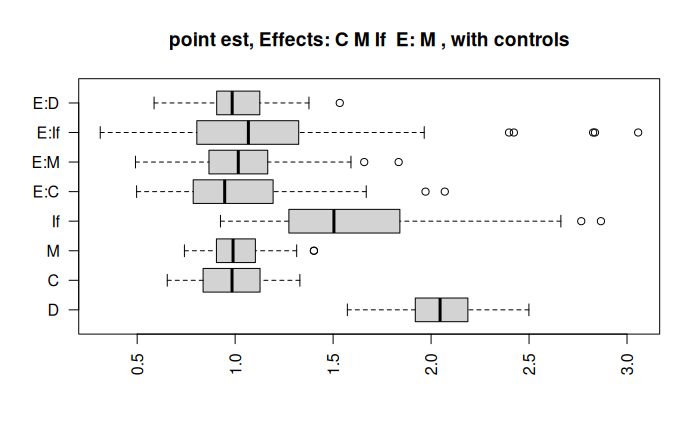 point est, Effects: C M If  E: M , with controls
E:D
E:If
E:M
E:C
If
M
C
D
0.5 1.0 1.5 2.0 2.5 3.0